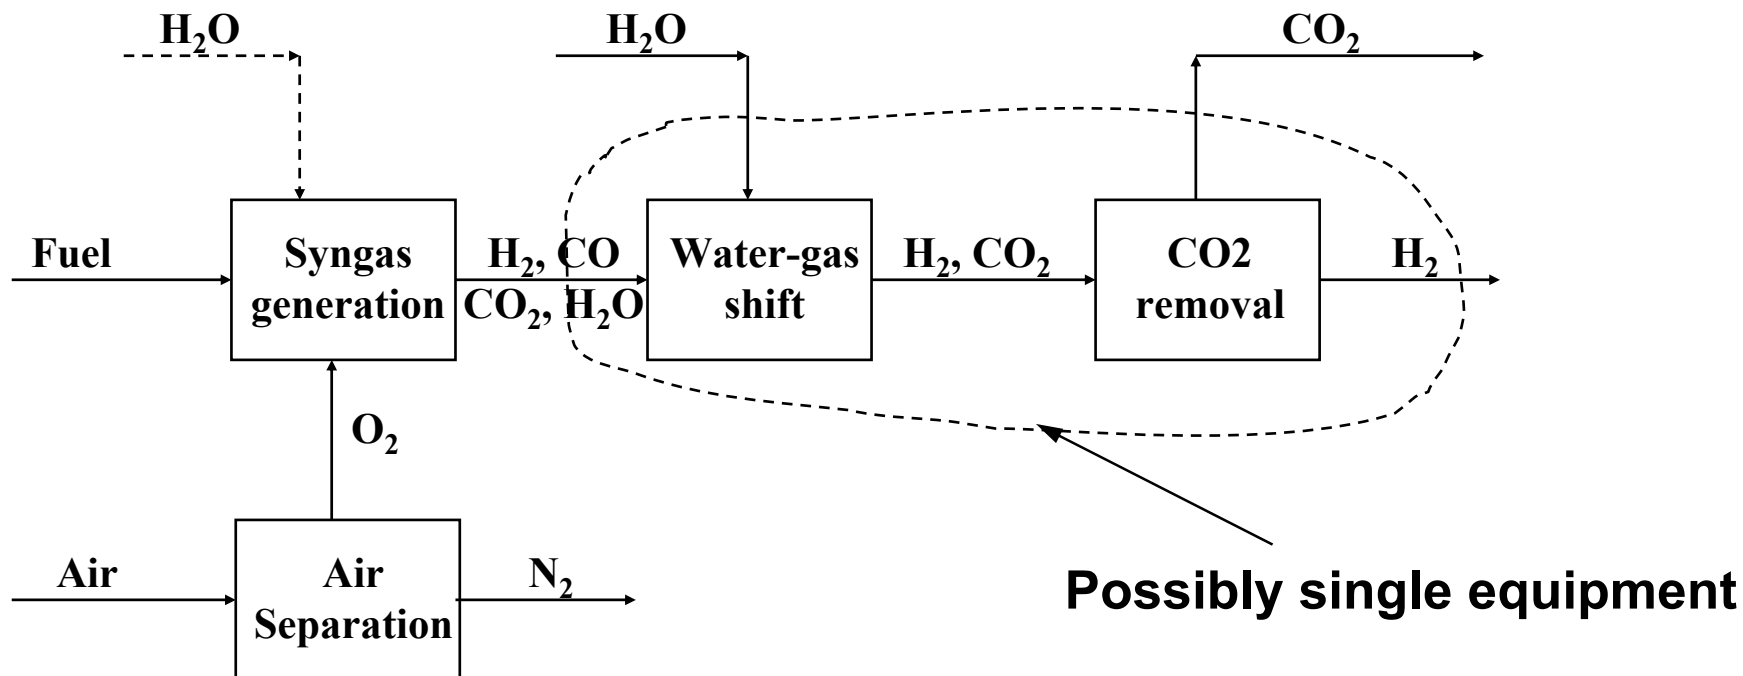 H₂O
H₂O
CO₂
Fuel
Syngas
generation
H₂, CO
CO₂, H₂O
Water-gas
shift
H₂, CO₂
CO2
removal
H₂
O₂
Air
Air
Separation
N₂
Possibly single equipment